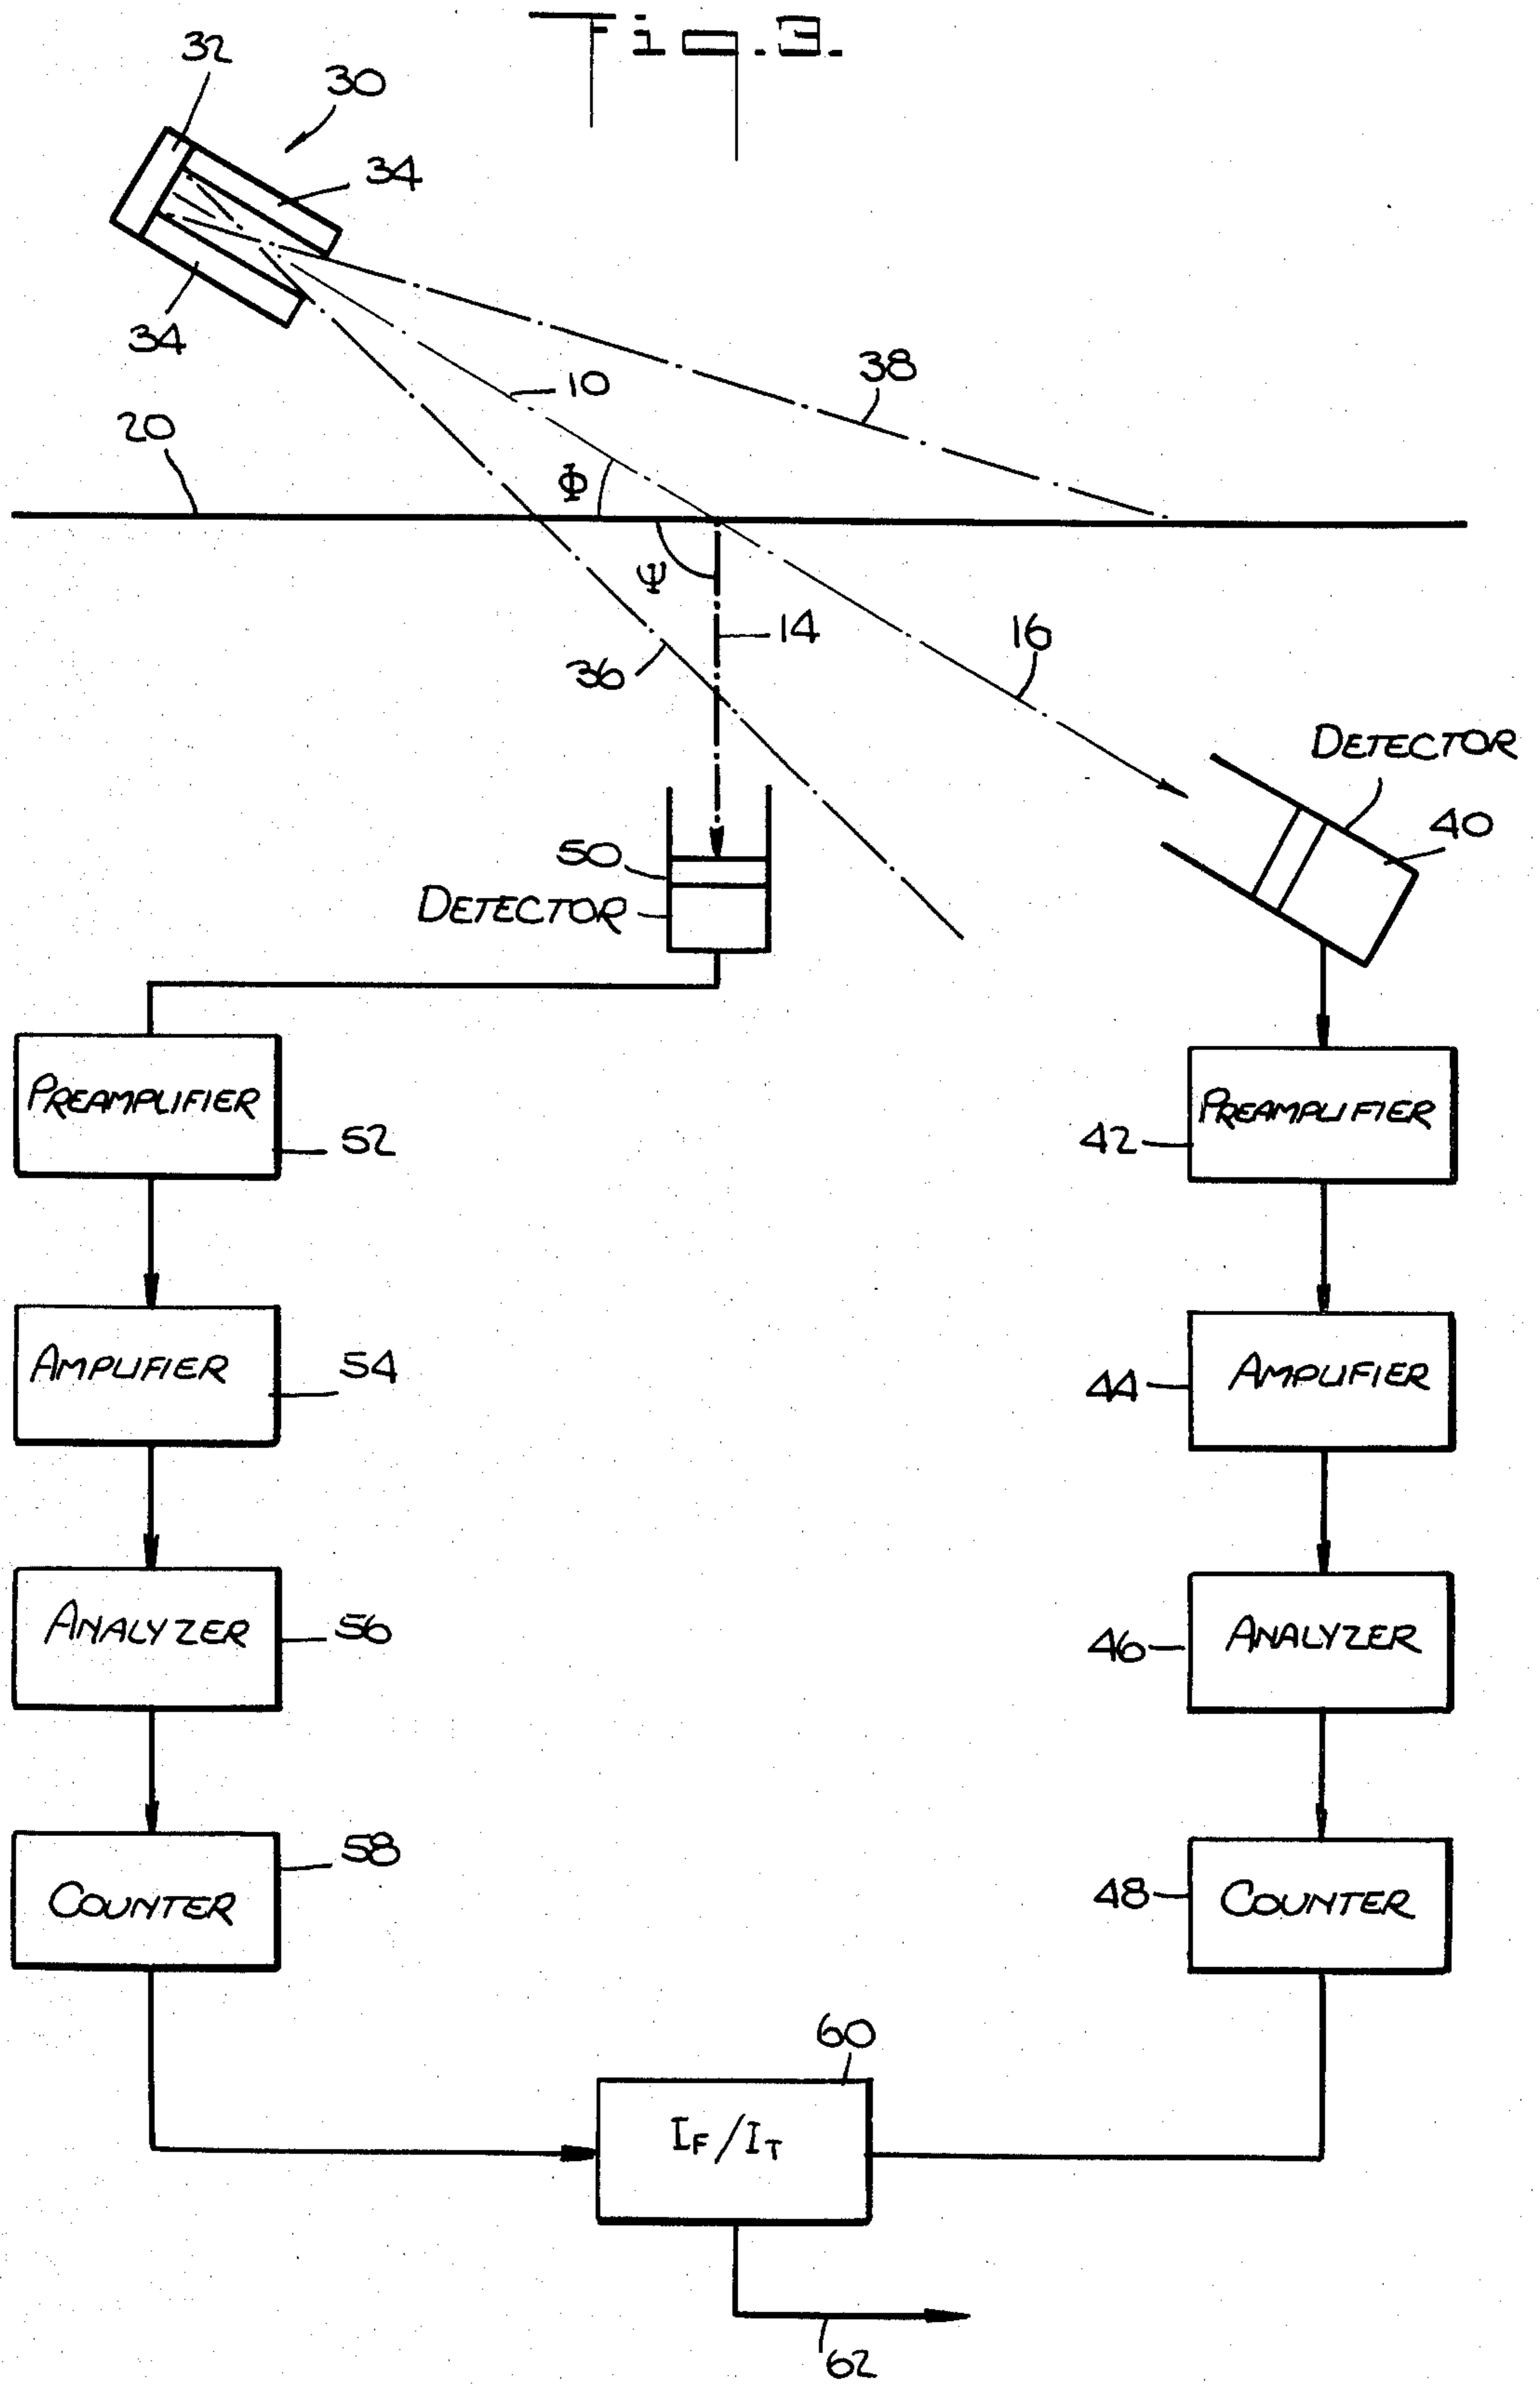 Fig. 3.
32
30
34
34
38
10
20
Φ
Ψ
14
16
36
DETECTOR
40
50
DETECTOR
PREAMPLIFIER
52
PREAMPLIFIER
42
AMPLIFIER
54
AMPLIFIER
44
ANALYZER
56
ANALYZER
46
COUNTER
58
COUNTER
48
60
IF/IT
62